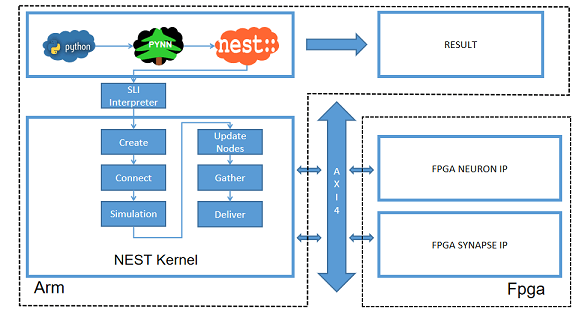 python
PYNN
nest::
RESULT
SLI
Interpreter
Create
Connect
Simulation
Update
Nodes
Gather
Deliver
NEST Kernel
Arm
A
X
I
4
FPGA NEURON IP
FPGA SYNAPSE IP
Fpga